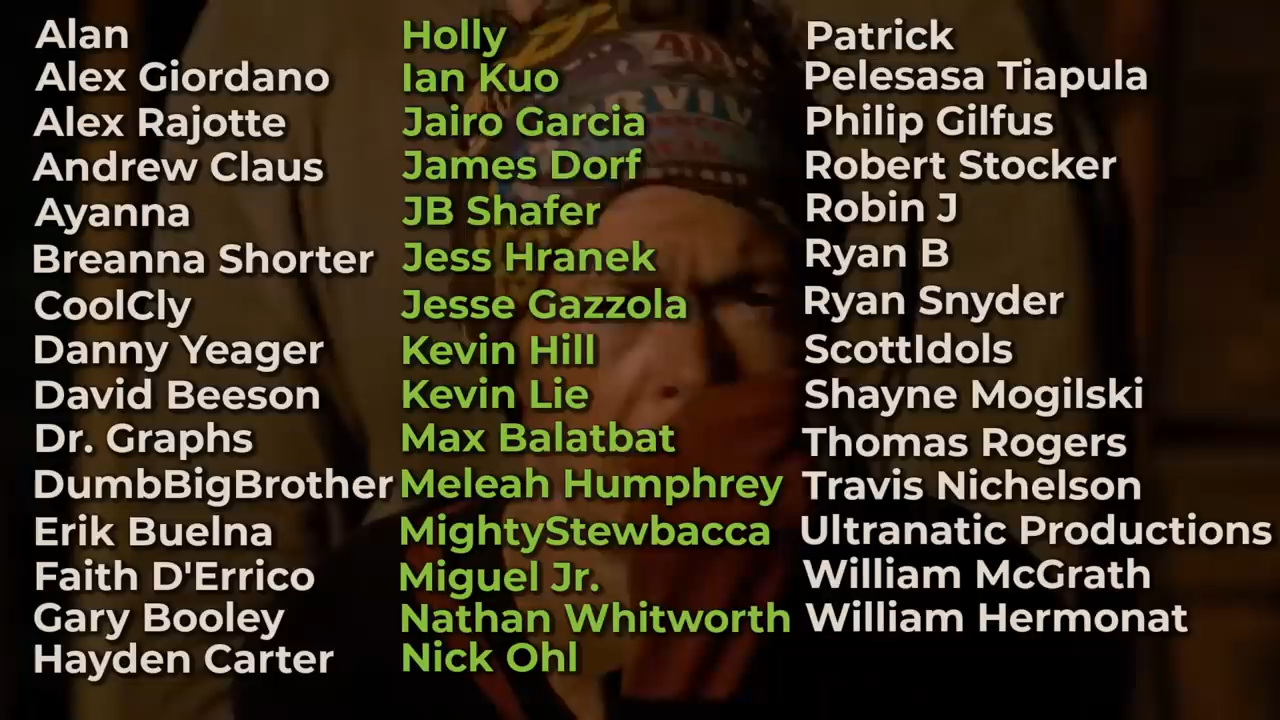 Alan
Alex Giordano
Alex Rajotte
Andrew Claus
Ayanna
Breanna Shorter
CoolCly
Danny Yeager
David Beeson
Dr. Graphs
DumbBigBrother
Erik Buelna
Faith D'Errico
Gary Booley
Hayden Carter
Holly
Ian Kuo
Jairo Garcia
James Dorf
JB Shafer
Jess Hranek
Jesse Gazzola
Kevin Hill
Kevin Lie
Max Balatbat
Meleah Humphrey
MightyStewbacca
Miguel Jr.
Nathan Whitworth
Nick Ohl
Patrick
Pelesasa Tiapula
Philip Gilfus
Robert Stocker
Robin J
Ryan B
Ryan Snyder
ScottIdols
Shayne Mogilski
Thomas Rogers
Travis Nichelson
Ultranatic Productions
William McGrath
William Hermonat